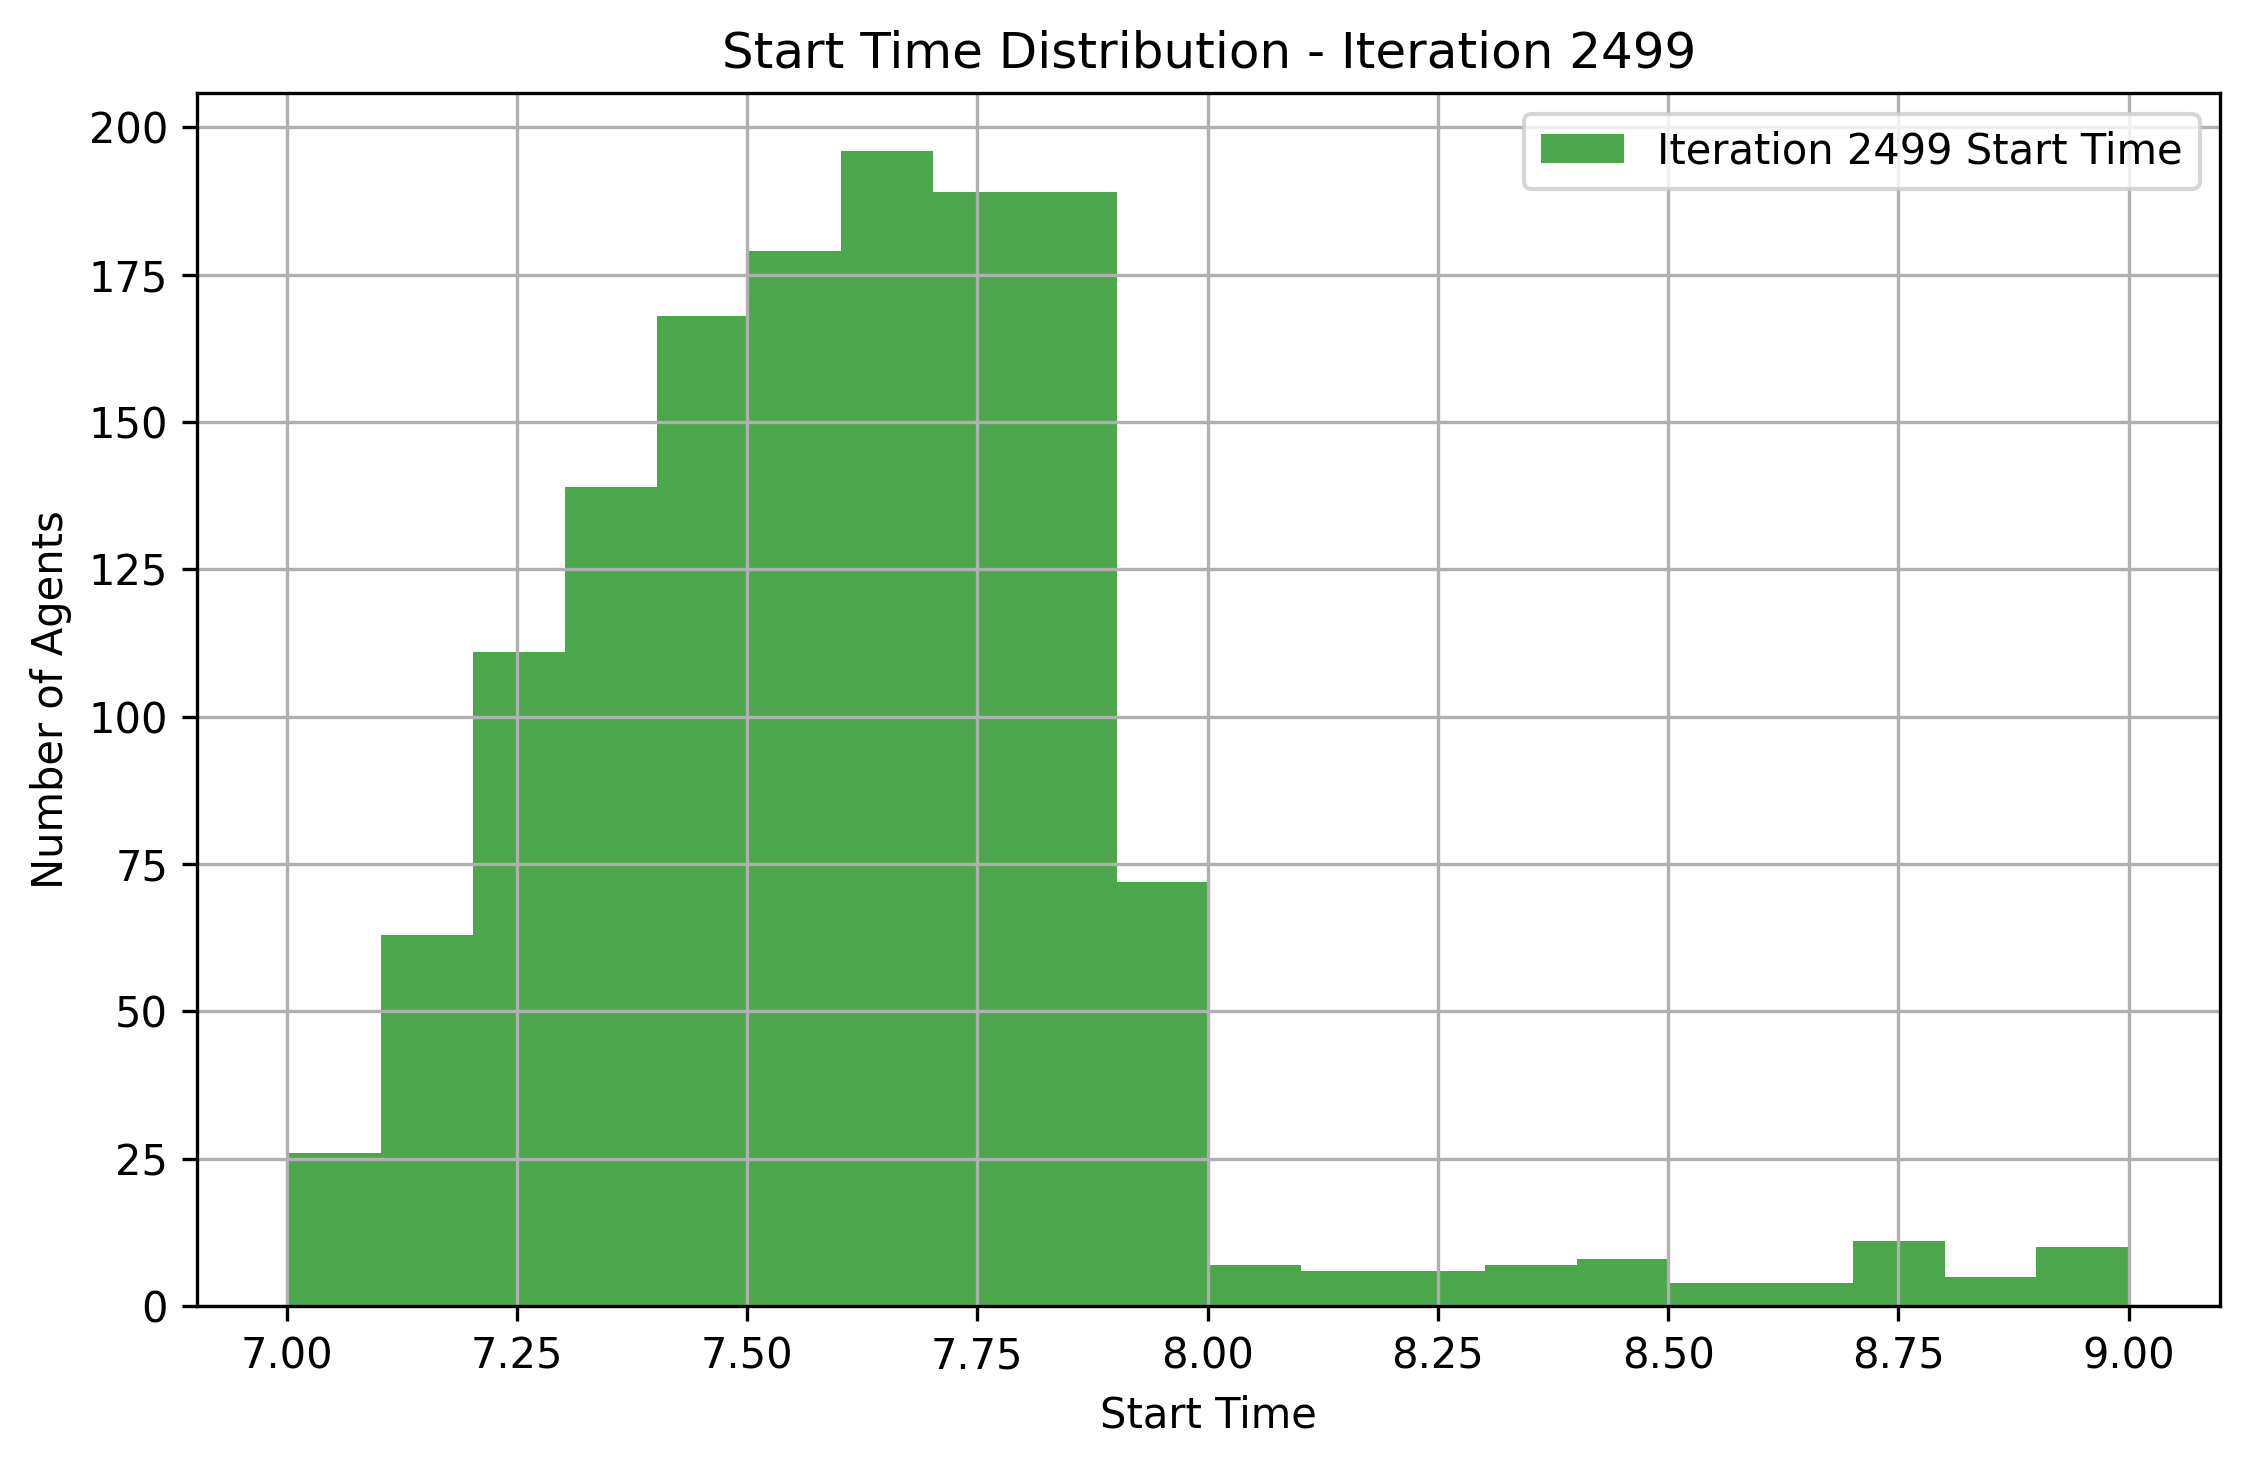 Start Time Distribution - Iteration 2499
Iteration 2499 Start Time
Number of Agents
200
175
150
125
100
75
50
25
0
7.00 7.25 7.50 7.75 8.00 8.25 8.50 8.75 9.00
Start Time